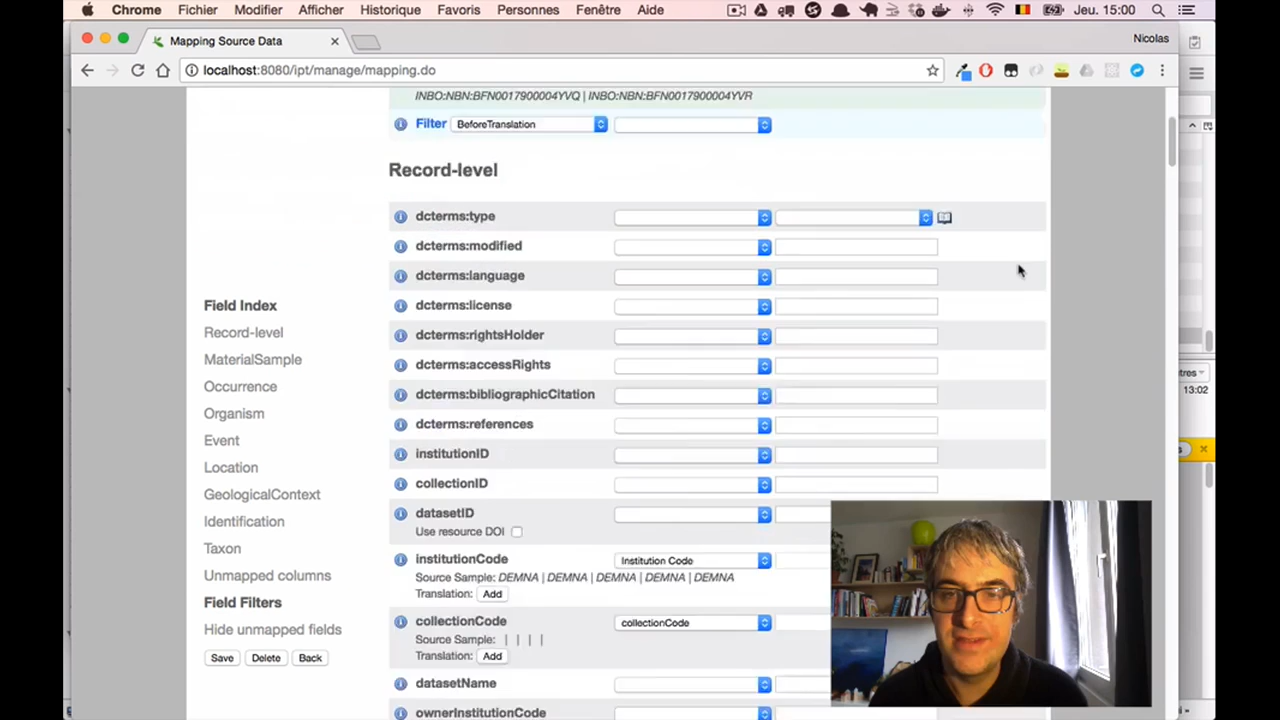 Chrome Fichier Modifier Afficher Historique Favoris Personnes Fenêtre Aide Jeu. 15:00
Mapping Source Data
Nicolas
localhost:8080/ipt/manage/mapping.do
INBO:NBN:BFN0017900004YVQ | INBO:NBN:BFN0017900004YVR
Filter BeforeTranslation
Record-level
dcterms:type
dcterms:modified
dcterms:language
dcterms:license
dcterms:rightsHolder
dcterms:accessRights
dcterms:bibliographicCitation
dcterms:references
institutionID
collectionID
datasetID
Use resource DOI
institutionCode Institution Code
Source Sample: DEMNA | DEMNA | DEMNA | DEMNA | DEMNA
Translation: Add
collectionCode collectionCode
Source Sample: | | | |
Translation: Add
datasetName
ownerInstitutionCode
Field Index
Record-level
MaterialSample
Occurrence
Organism
Event
Location
GeologicalContext
Identification
Taxon
Unmapped columns
Field Filters
Hide unmapped fields
Save Delete Back
13:02